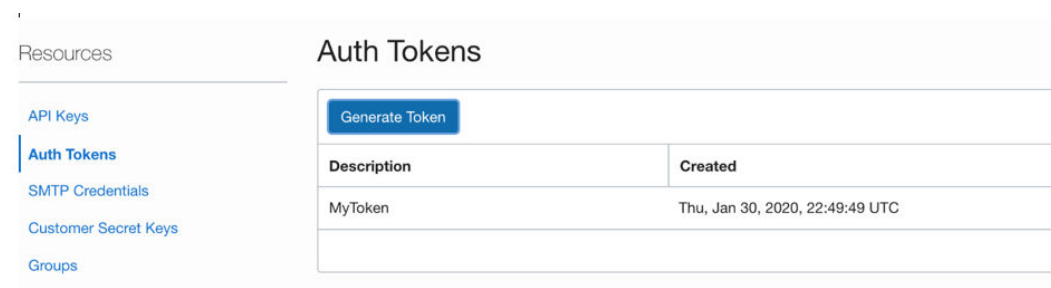 Resources
API Keys
Auth Tokens
SMTP Credentials
Customer Secret Keys
Groups
Auth Tokens
Generate Token
Description Created
MyToken Thu, Jan 30, 2020, 22:49:49 UTC